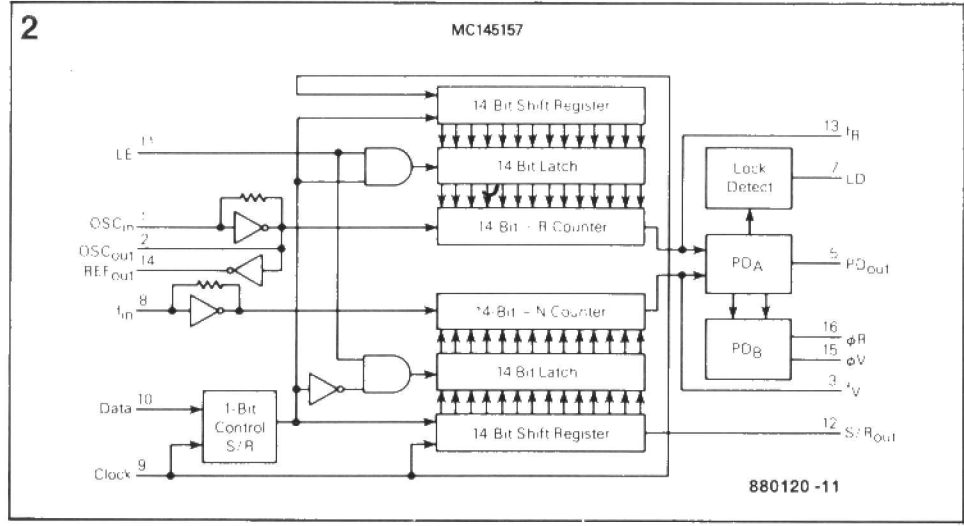 2
MC145157
14 Bit Shift Register
13 fR
11
LE
14 Bit Latch
Lock Detect
7 LD
OSCin 1
14 Bit ÷ R Counter
OSCout 2
REFout 14
PDA
5 PDout
fin 8
14-Bit ÷ N Counter
PDB
16 φR
15 φV
14 Bit Latch
3 fV
Data 10
1-Bit Control S/R
14 Bit Shift Register
12 S/Rout
Clock 9
880120 -11